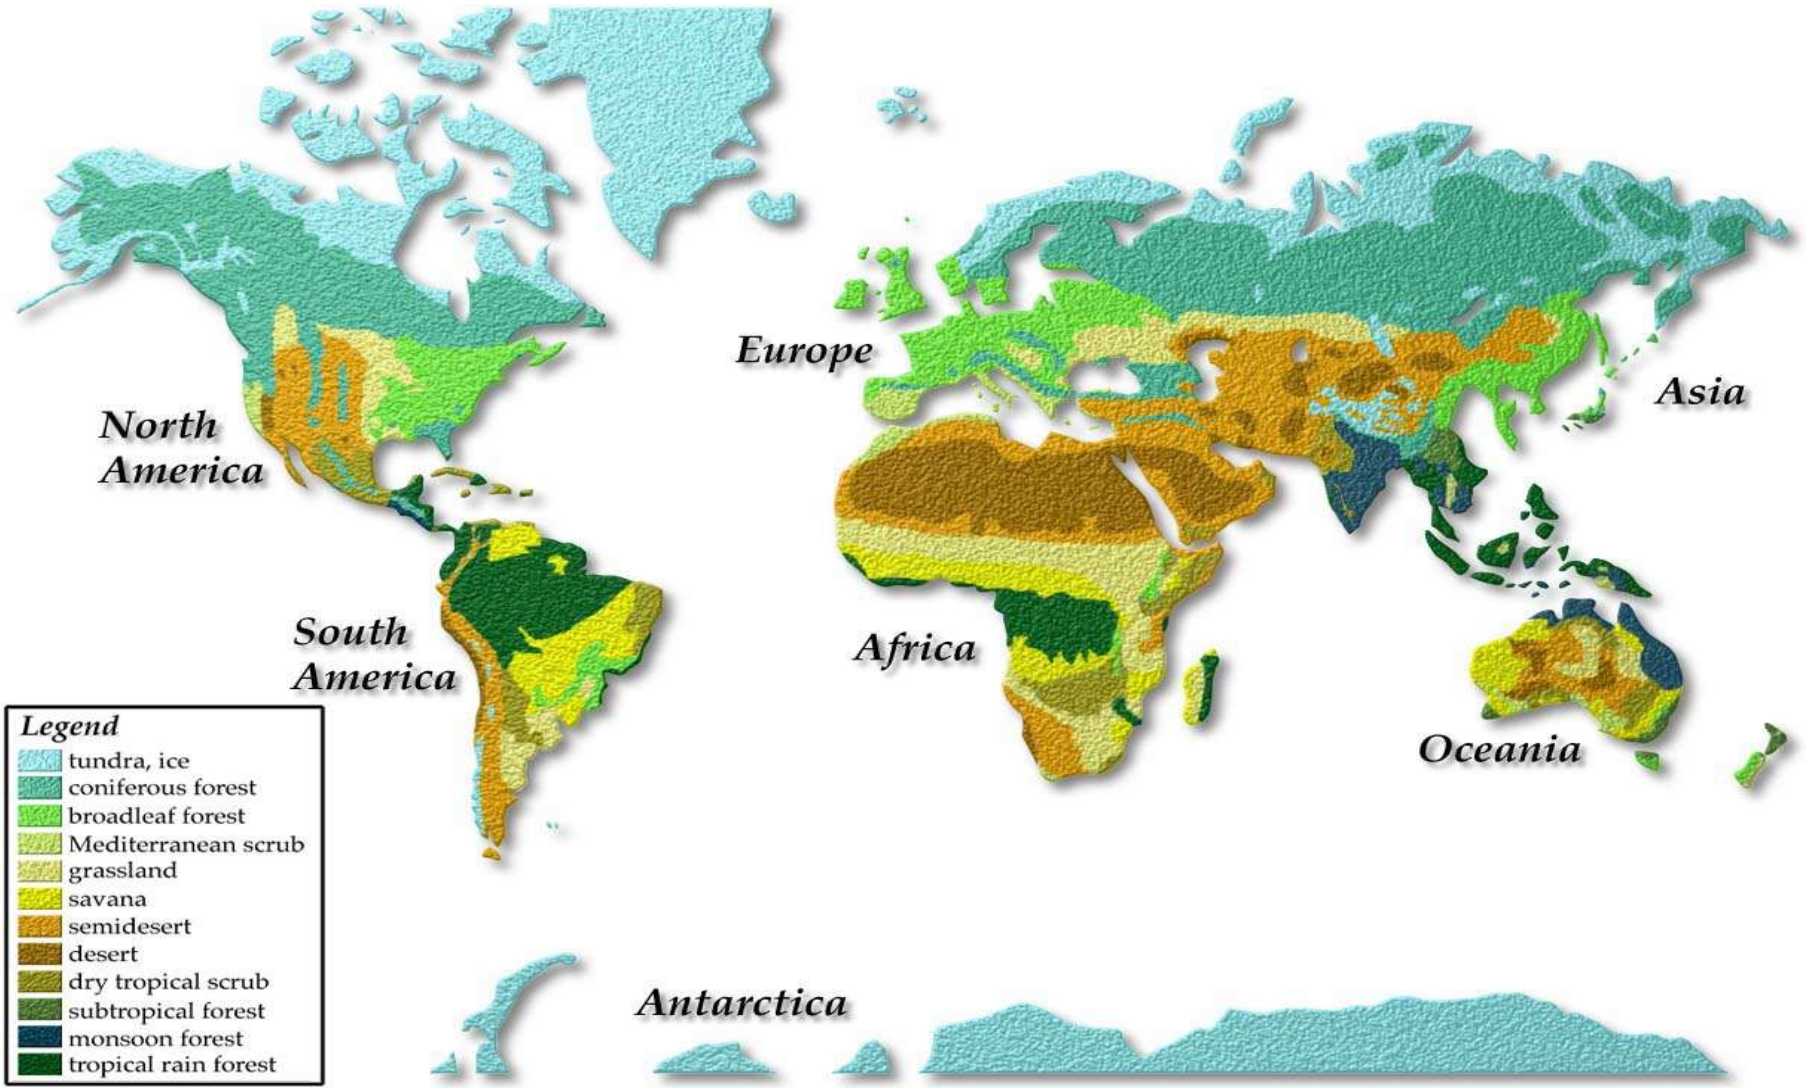 Europe
Asia
North
America
South
America
Africa
Oceania
Antarctica
Legend
tundra, ice
coniferous forest
broadleaf forest
Mediterranean scrub
grassland
savana
semidesert
desert
dry tropical scrub
subtropical forest
monsoon forest
tropical rain forest